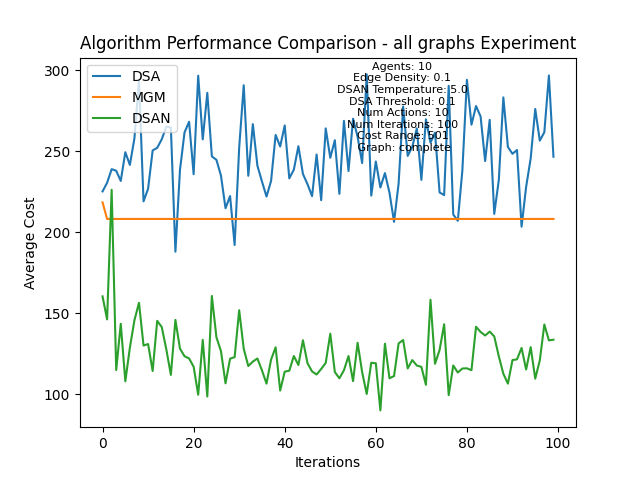 Algorithm Performance Comparison - all graphs Experiment
DSA
MGM
DSAN
Agents: 10
Edge Density: 0.1
DSAN Temperature: 5.0
DSA Threshold: 0.1
Num Actions: 10
Num Iterations: 100
Cost Range: 501
Graph: complete
300
250
200
150
100
Average Cost
0
20
40
60
80
100
Iterations